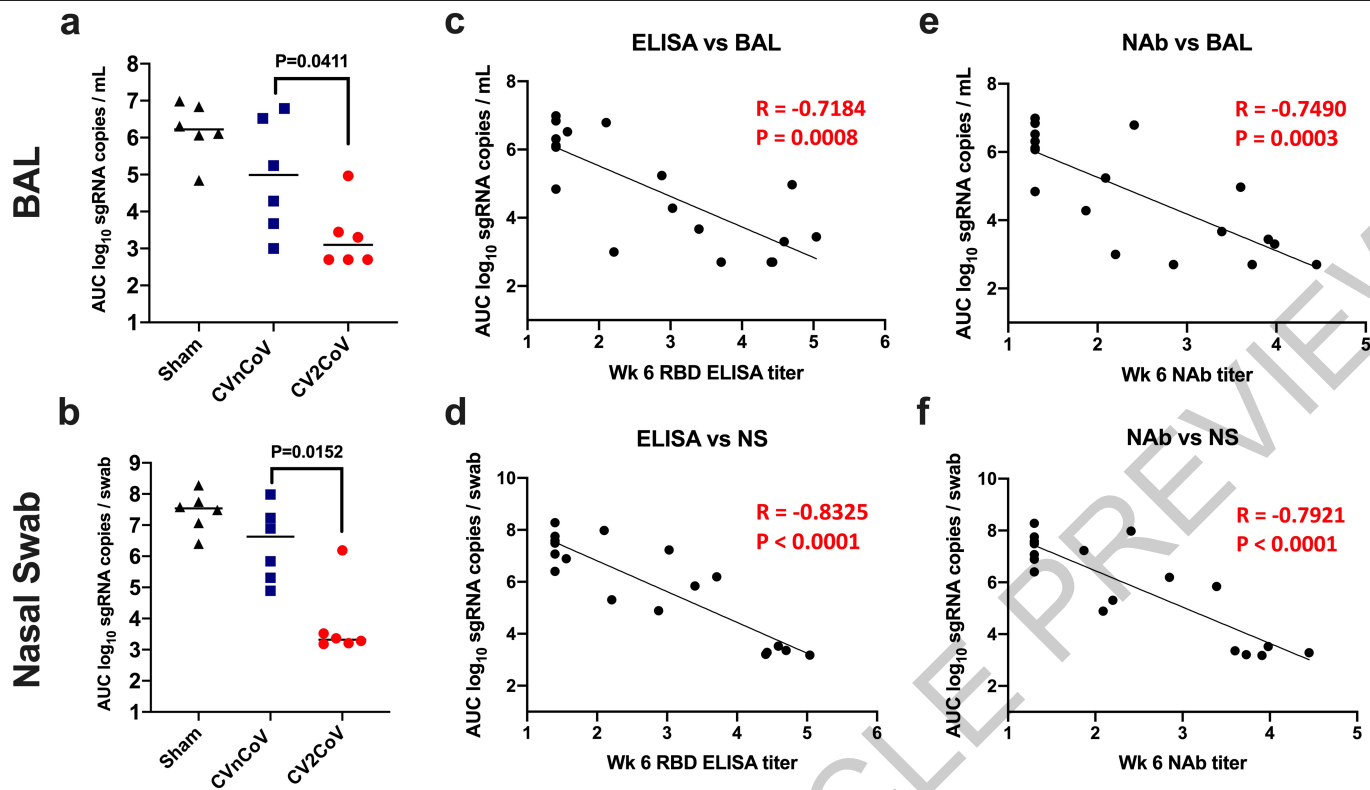 a
BAL
AUC log10 sgRNA copies / mL
8
7
6
5
4
3
2
1
P=0.0411
Sham
CVnCoV
CV2CoV
c
ELISA vs BAL
AUC log10 sgRNA copies / mL
8
6
4
2
R = -0.7184
P = 0.0008
1 2 3 4 5 6
Wk 6 RBD ELISA titer
e
NAb vs BAL
AUC log10 sgRNA copies / mL
8
6
4
2
R = -0.7490
P = 0.0003
1 2 3 4 5
Wk 6 NAb titer
b
Nasal Swab
AUC log10 sgRNA copies / swab
9
8
7
6
5
4
3
2
1
P=0.0152
Sham
CVnCoV
CV2CoV
d
ELISA vs NS
AUC log10 sgRNA copies / swab
10
8
6
4
2
R = -0.8325
P < 0.0001
1 2 3 4 5 6
Wk 6 RBD ELISA titer
f
NAb vs NS
AUC log10 sgRNA copies / swab
10
8
6
4
2
R = -0.7921
P < 0.0001
1 2 3 4 5
Wk 6 NAb titer
CLE PREVIEW